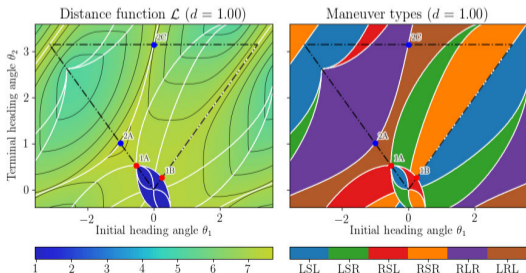 Distance function ℒ (d = 1.00)
Maneuver types (d = 1.00)
Terminal heading angle θ₂
3
2
1
0
2C
2A
1A
1B
2C
2A
1A
1B
−2
0
2
−2
0
2
Initial heading angle θ₁
Initial heading angle θ₁
1 2 3 4 5 6 7
LSL LSR RSL RSR RLR LRL